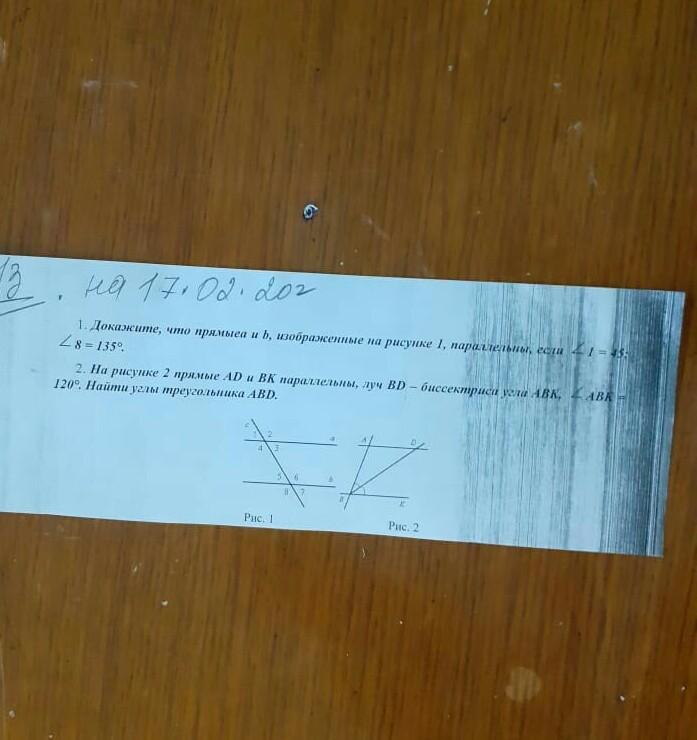 13. на 17.02.202
1. Докажите, что прямыеа и b, изображенные на рисунке 1, параллельны, если ∠1 = 45;
∠8 = 135°.
2. На рисунке 2 прямые AD и BK параллельны, луч BD – биссектриса угла ABK, ∠ABK =
120°. Найти углы треугольника ABD.
c
1 2 a
4 3
5 6 b
8 7
A D
B K
Рис. 1 Рис. 2